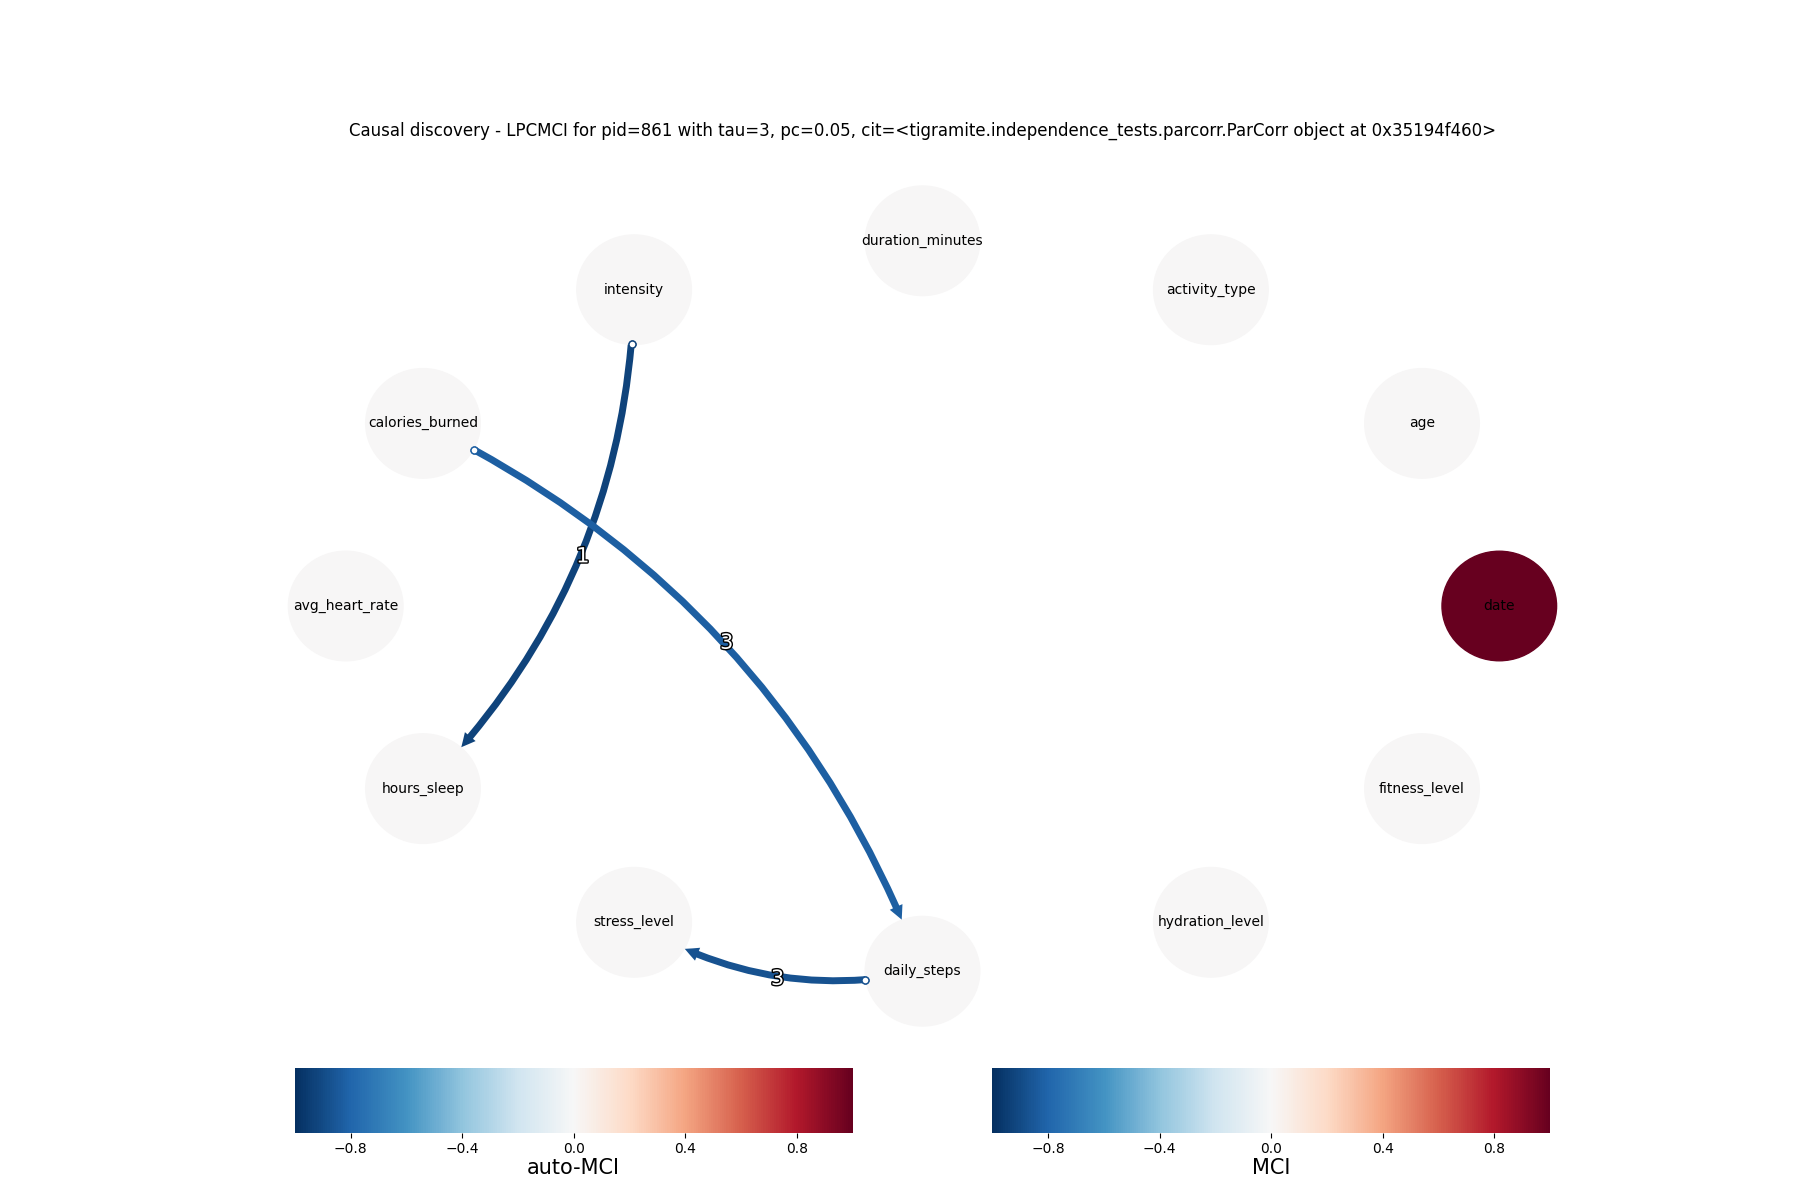 Causal discovery - LPCMCI for pid=861 with tau=3, pc=0.05, cit=<tigramite.independence_tests.parcorr.ParCorr object at 0x35194f460>
duration_minutes
intensity
activity_type
calories_burned
age
1
avg_heart_rate
date
3
hours_sleep
fitness_level
stress_level
hydration_level
daily_steps
3
−0.8 −0.4 0.0 0.4 0.8
auto-MCI
−0.8 −0.4 0.0 0.4 0.8
MCI